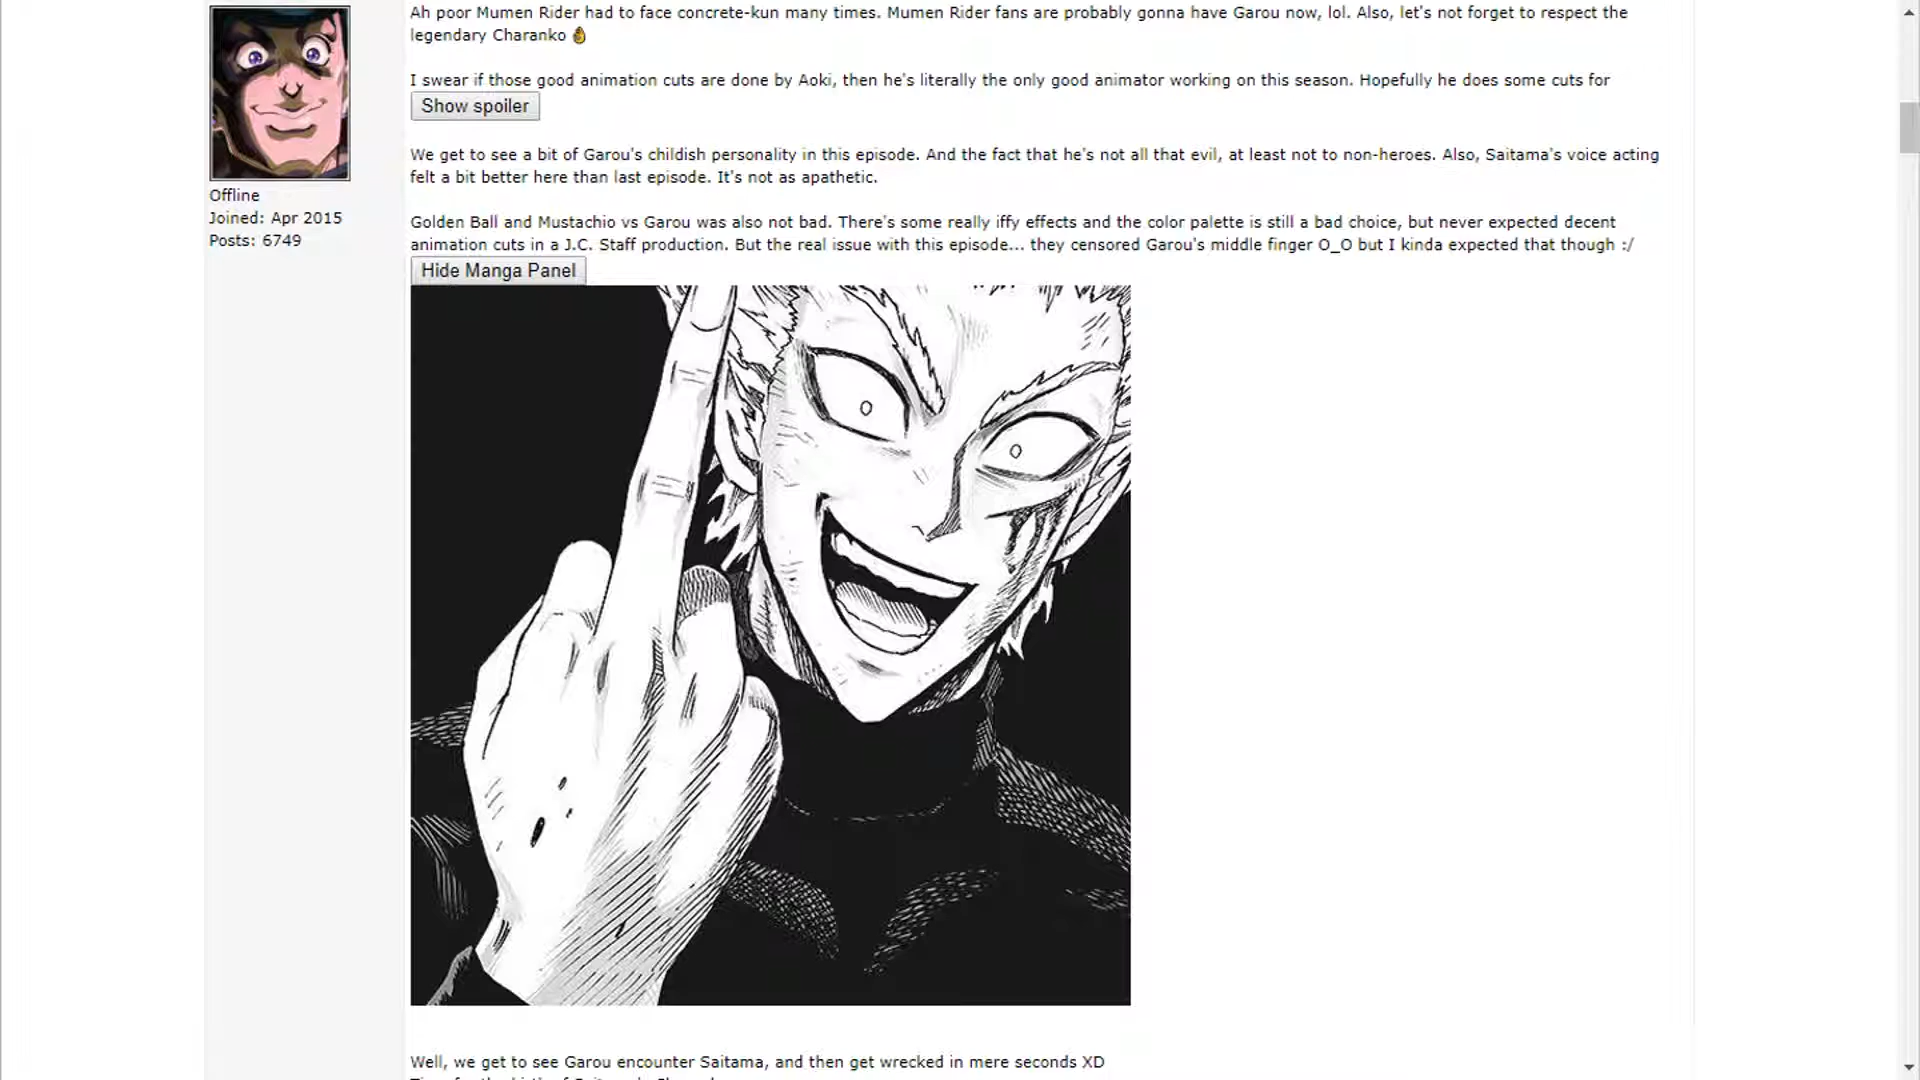 Ah poor Mumen Rider had to face concrete-kun many times. Mumen Rider fans are probably gonna have Garou now, lol. Also, let's not forget to respect the
legendary Charanko 👌
I swear if those good animation cuts are done by Aoki, then he's literally the only good animator working on this season. Hopefully he does some cuts for
Show spoiler
We get to see a bit of Garou's childish personality in this episode. And the fact that he's not all that evil, at least not to non-heroes. Also, Saitama's voice acting
felt a bit better here than last episode. It's not as apathetic.
Offline
Joined: Apr 2015
Posts: 6749
Golden Ball and Mustachio vs Garou was also not bad. There's some really iffy effects and the color palette is still a bad choice, but never expected decent
animation cuts in a J.C. Staff production. But the real issue with this episode... they censored Garou's middle finger O_O but I kinda expected that though :/
Hide Manga Panel
Well, we get to see Garou encounter Saitama, and then get wrecked in mere seconds XD